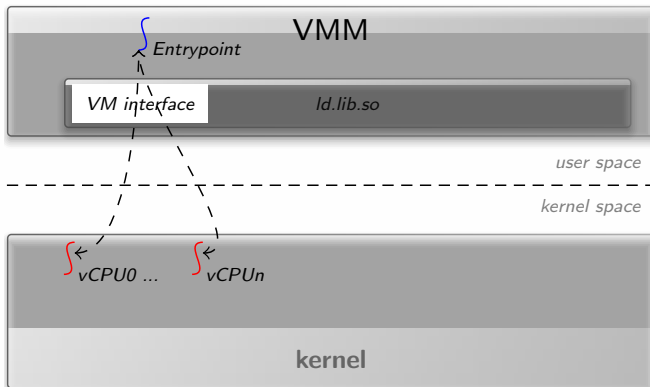 VMM
Entrypoint
VM interface
ld.lib.so
user space
kernel space
vCPU0 ...
vCPUn
kernel